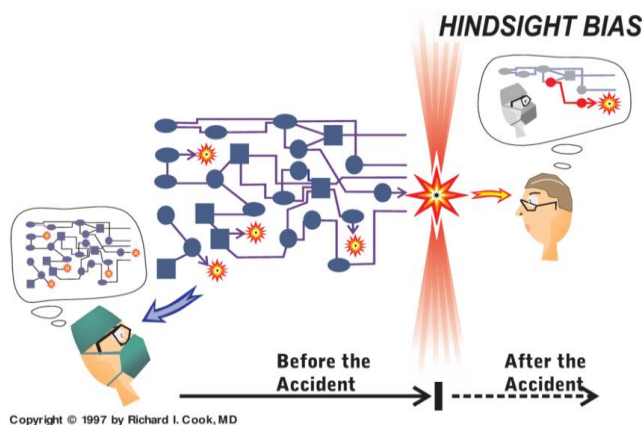 HINDSIGHT BIAS
Before the
Accident
After the
Accident
Copyright © 1997 by Richard I. Cook, MD